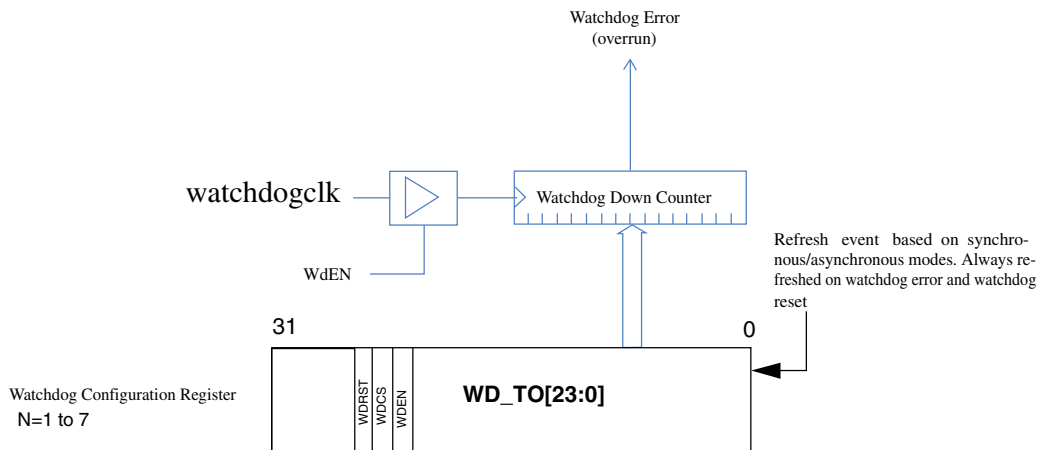 Watchdog Error
(overrun)
watchdogclk
Watchdog Down Counter
WdEN
Refresh event based on synchro-
nous/asynchronous modes. Always re-
freshed on watchdog error and watchdog
reset
31
0
Watchdog Configuration Register
N=1 to 7
WDRST
WDCS
WDEN
WD_TO[23:0]